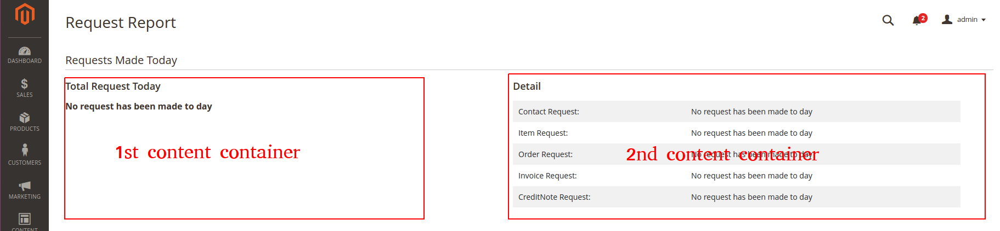 Request Report
2
admin
DASHBOARD
SALES
PRODUCTS
CUSTOMERS
MARKETING
CONTENT
Requests Made Today
Total Request Today
No request has been made to day
1st content container
Detail
Contact Request: No request has been made to day
Item Request: No request has been made to day
Order Request: No request has been made to day
2nd content container
Invoice Request: No request has been made to day
CreditNote Request: No request has been made to day